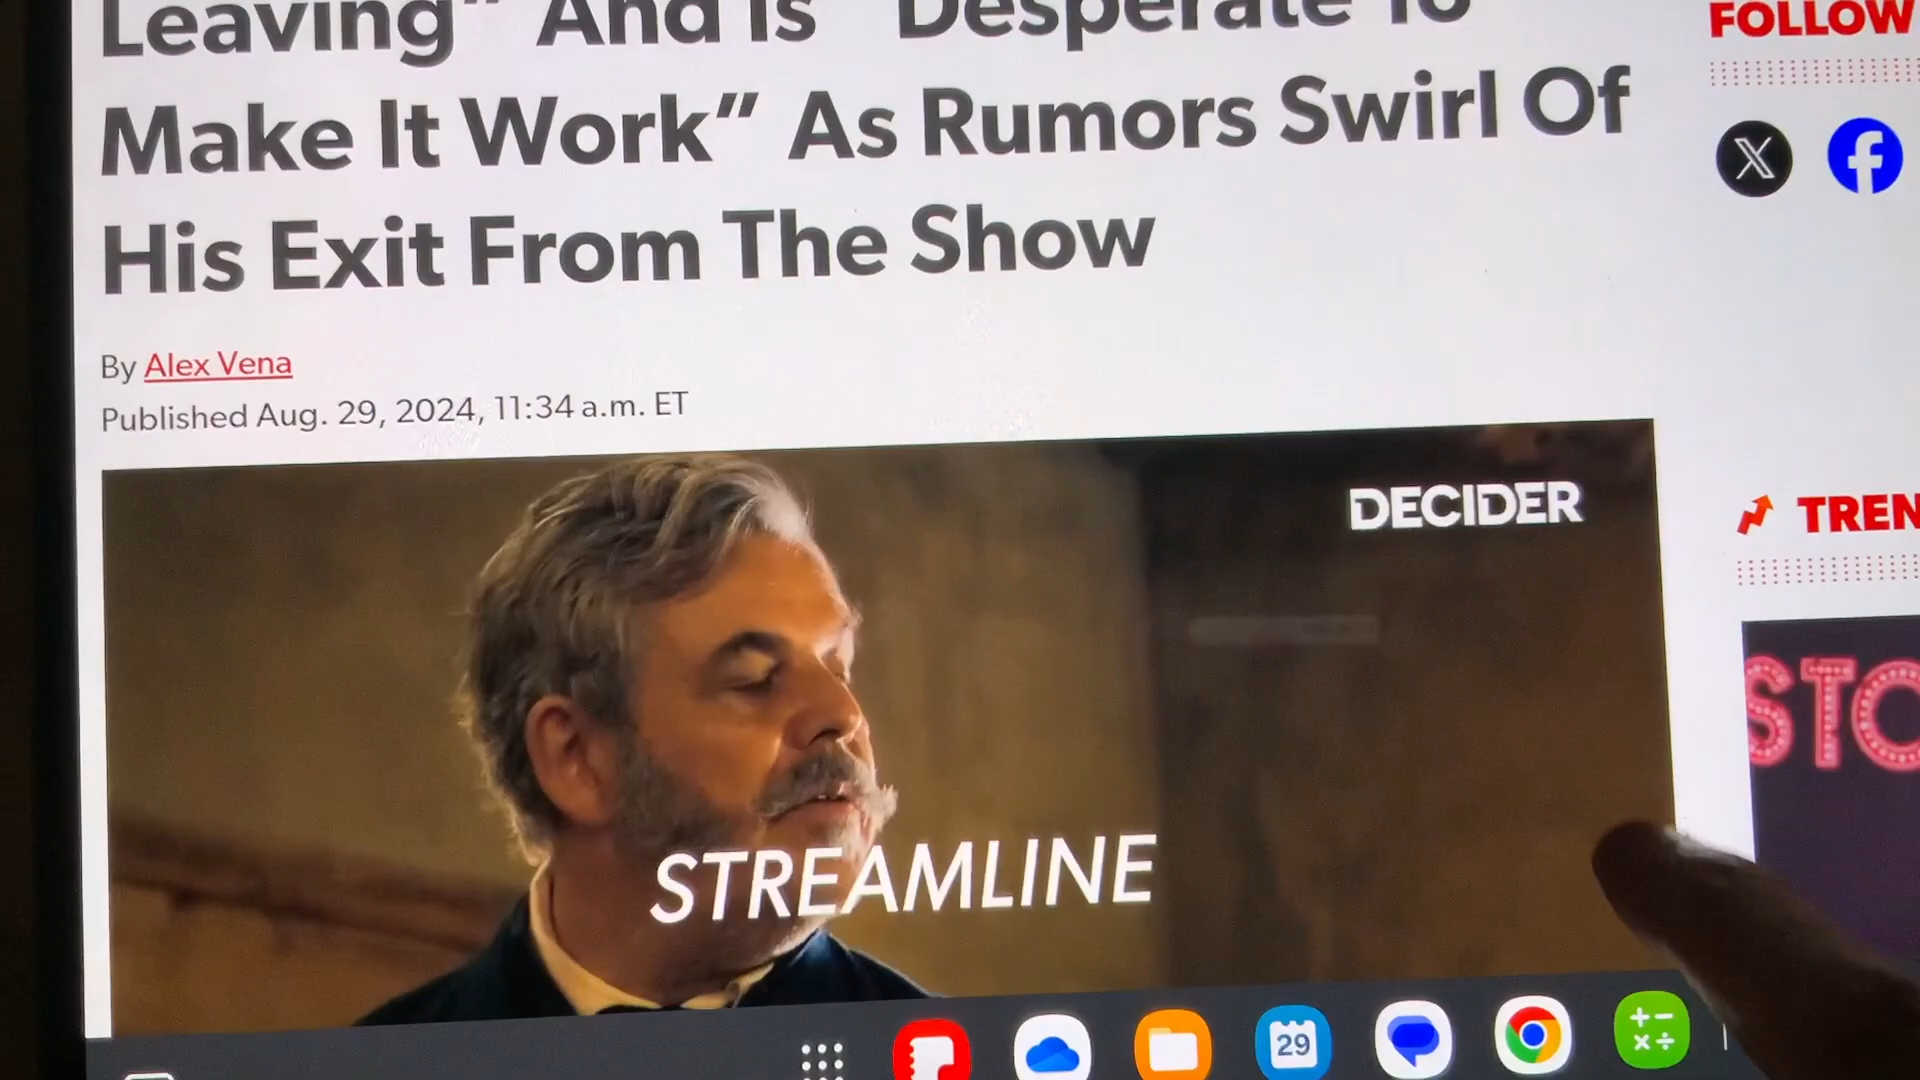 Leaving" And Is "Desperate To
Make It Work" As Rumors Swirl Of
His Exit From The Show
By Alex Vena
Published Aug. 29, 2024, 11:34 a.m. ET
DECIDER
STREAMLINE
FOLLOW
X
f
TREN
STO
29